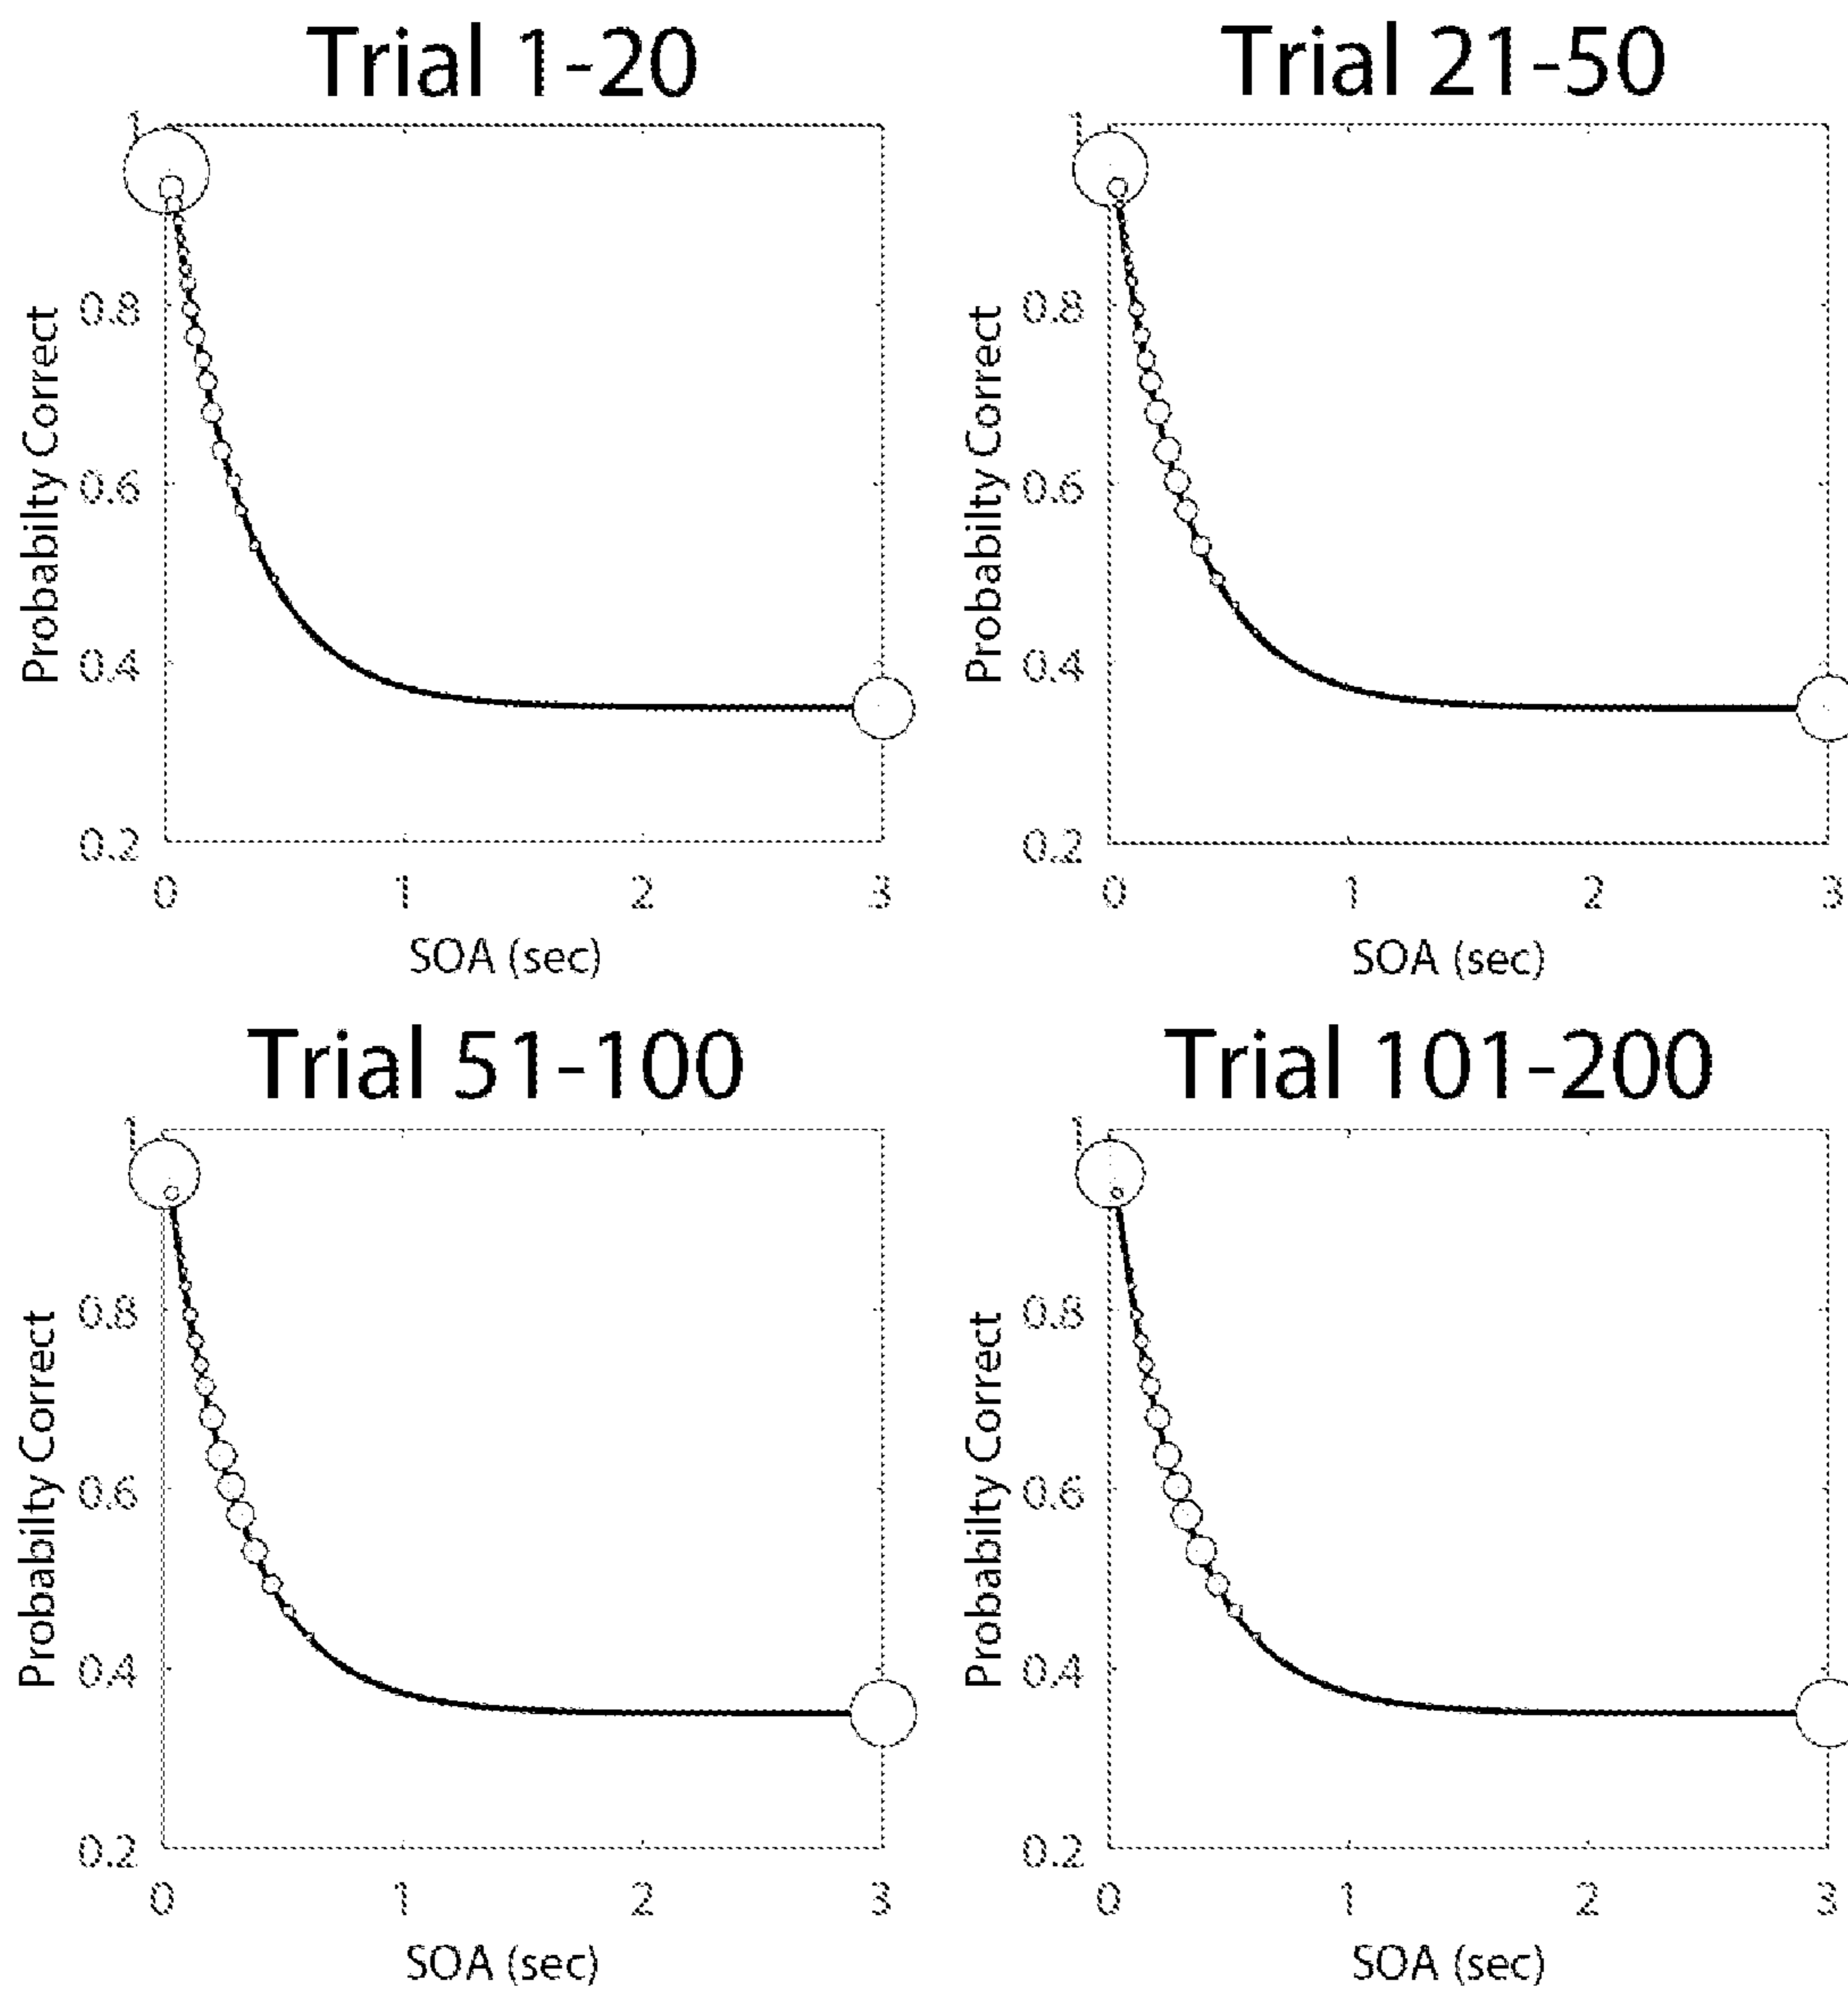 Trial 1-20
Trial 21-50
1
0.8
0.6
0.4
0.2
Probabilty Correct
0 1 2 3
SOA (sec)
1
0.8
0.6
0.4
0.2
Probabilty Correct
0 1 2 3
SOA (sec)
Trial 51-100
Trial 101-200
1
0.8
0.6
0.4
0.2
Probabilty Correct
0 1 2 3
SOA (sec)
1
0.8
0.6
0.4
0.2
Probabilty Correct
0 1 2 3
SOA (sec)